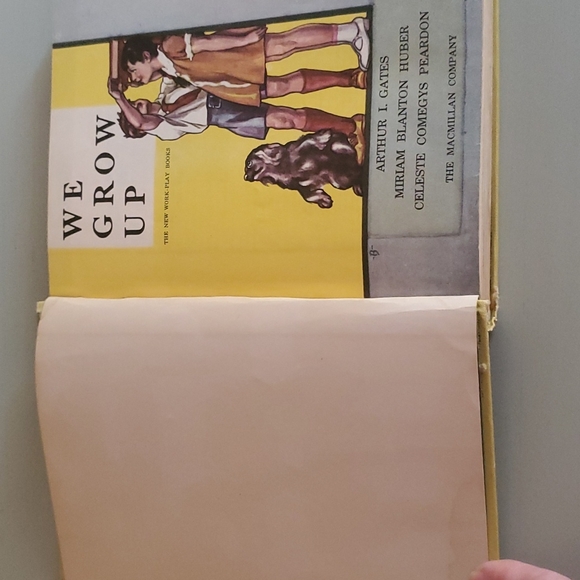 WE
GROW
UP
THE NEW WORK-PLAY BOOKS
ARTHUR I. GATES
MIRIAM BLANTON HUBER
CELESTE COMEGYS PEARDON
THE MACMILLAN COMPANY